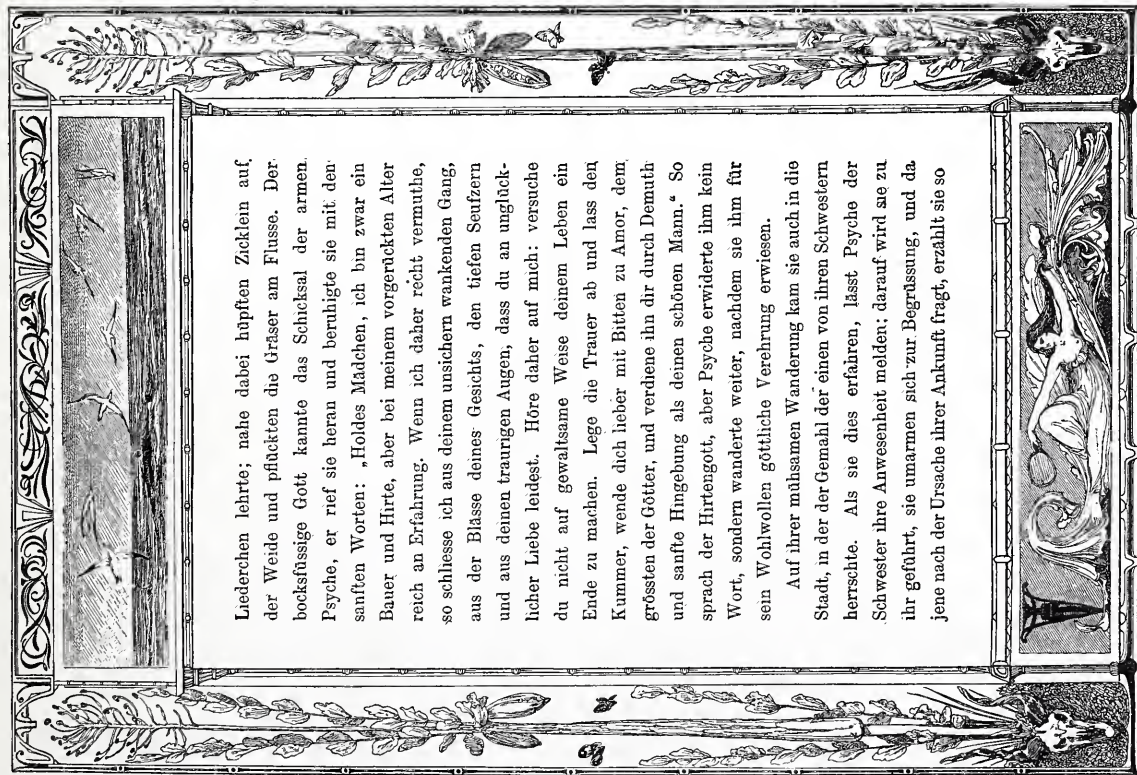 Liederchen lehrte; nahe dabei hüpften Zicklein auf
der Weide und pflückten die Gräser am Flusse. Der
bocksfüssige Gott kannte das Schicksal der armen
Psyche, er rief sie heran und beruhigte sie mit den
sanften Worten: „Holdes Mädchen, ich bin zwar ein
Bauer und Hirte, aber bei meinem vorgerückten Alter
reich an Erfahrung. Wenn ich daher recht vermuthe,
so schliesse ich aus deinem unsichern wankenden Gang,
aus der Blässe deines Gesichts, den tiefen Seufzern
und aus deinen traurigen Augen, dass du an unglück-
licher Liebe leidest. Höre daher auf mich: versuche
du nicht auf gewaltsame Weise deinem Leben ein
Ende zu machen. Lege die Trauer ab und lass den
Kummer, wende dich lieber mit Bitten zu Amor, dem
grössten der Götter, und verdiene ihn dir durch Demuth
und sanfte Hingebung als deinen schönen Mann.“ So
sprach der Hirtengott, aber Psyche erwiderte ihm kein
Wort, sondern wanderte weiter, nachdem sie ihm für
sein Wohlwollen göttliche Verehrung erwiesen.
Auf ihrer mühsamen Wanderung kam sie auch in die
Stadt, in der der Gemahl der einen von ihren Schwestern
herrschte. Als sie dies erfahren, lässt Psyche der
Schwester ihre Anwesenheit melden; darauf wird sie zu
ihr geführt, sie umarmen sich zur Begrüssung, und da
jene nach der Ursache ihrer Ankunft fragt, erzählt sie so